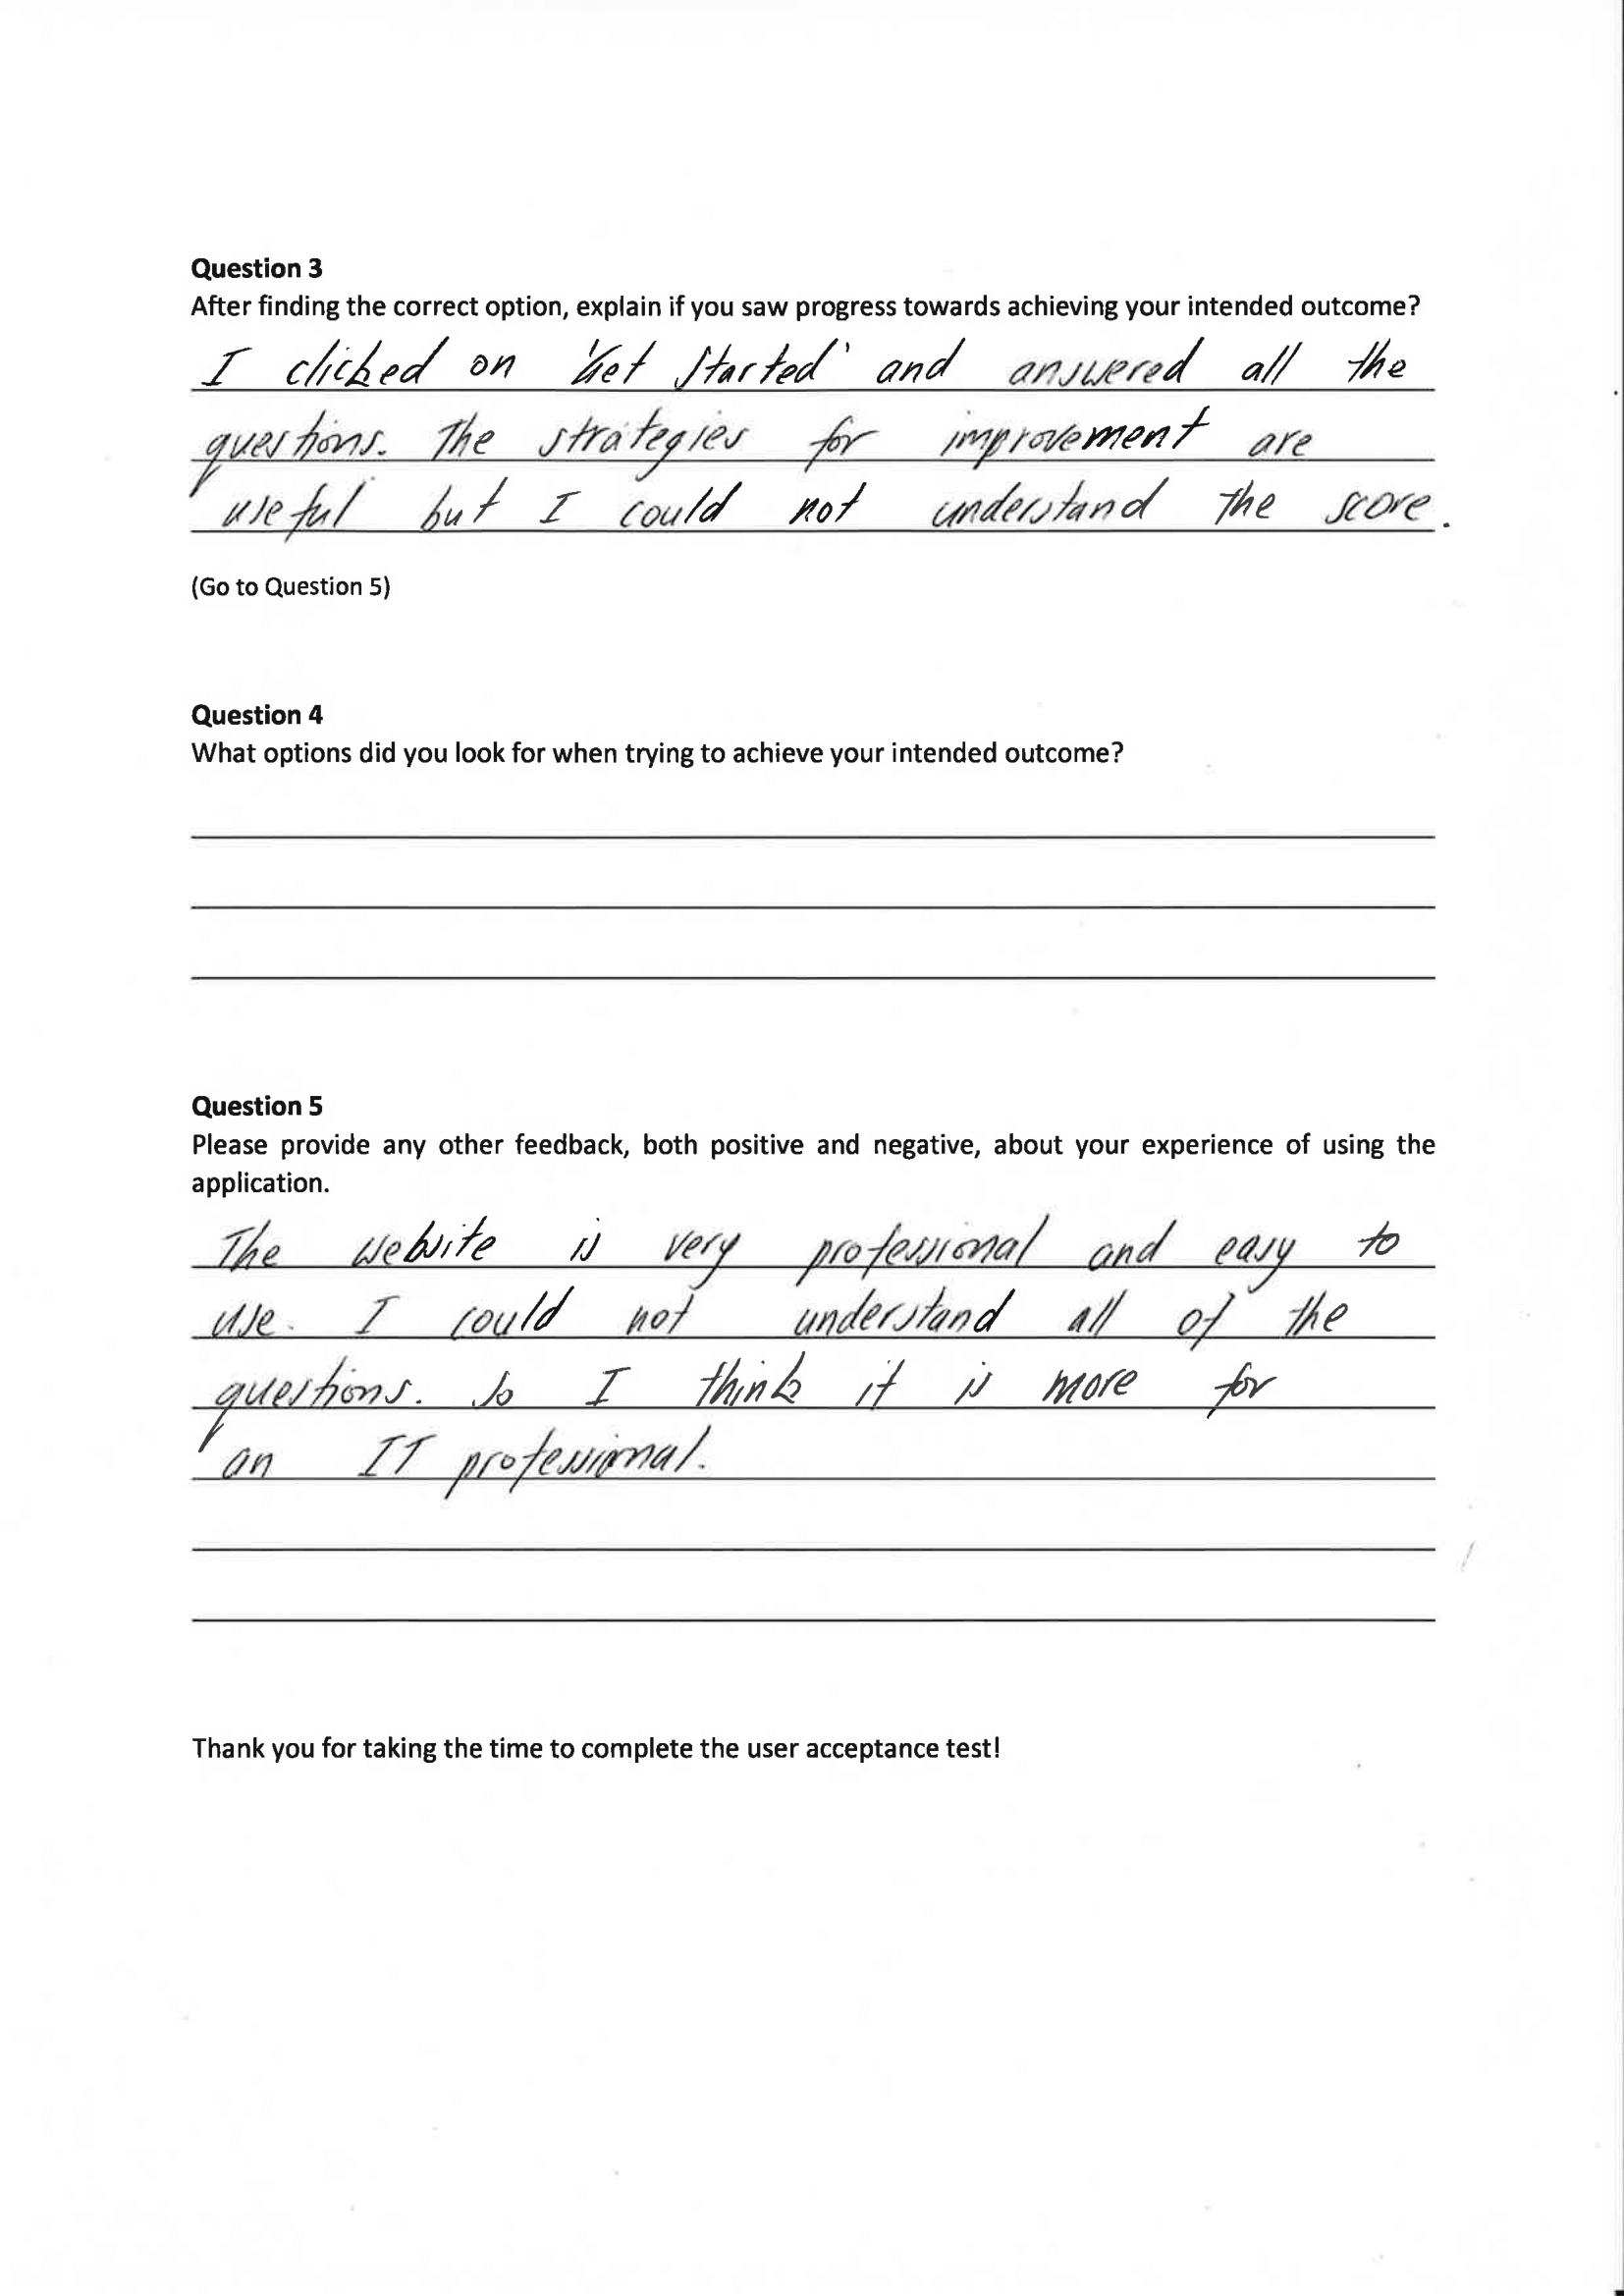 Question 3
After finding the correct option, explain if you saw progress towards achieving your intended outcome?
I clicked on 'Get Started' and answered all the
questions. The strategies for improvement are
useful but I could not understand the score.
(Go to Question 5)
Question 4
What options did you look for when trying to achieve your intended outcome?
Question 5
Please provide any other feedback, both positive and negative, about your experience of using the
application.
The website is very professional and easy to
use. I could not understand all of the
questions. So I think it is more for
an IT professional.
Thank you for taking the time to complete the user acceptance test!